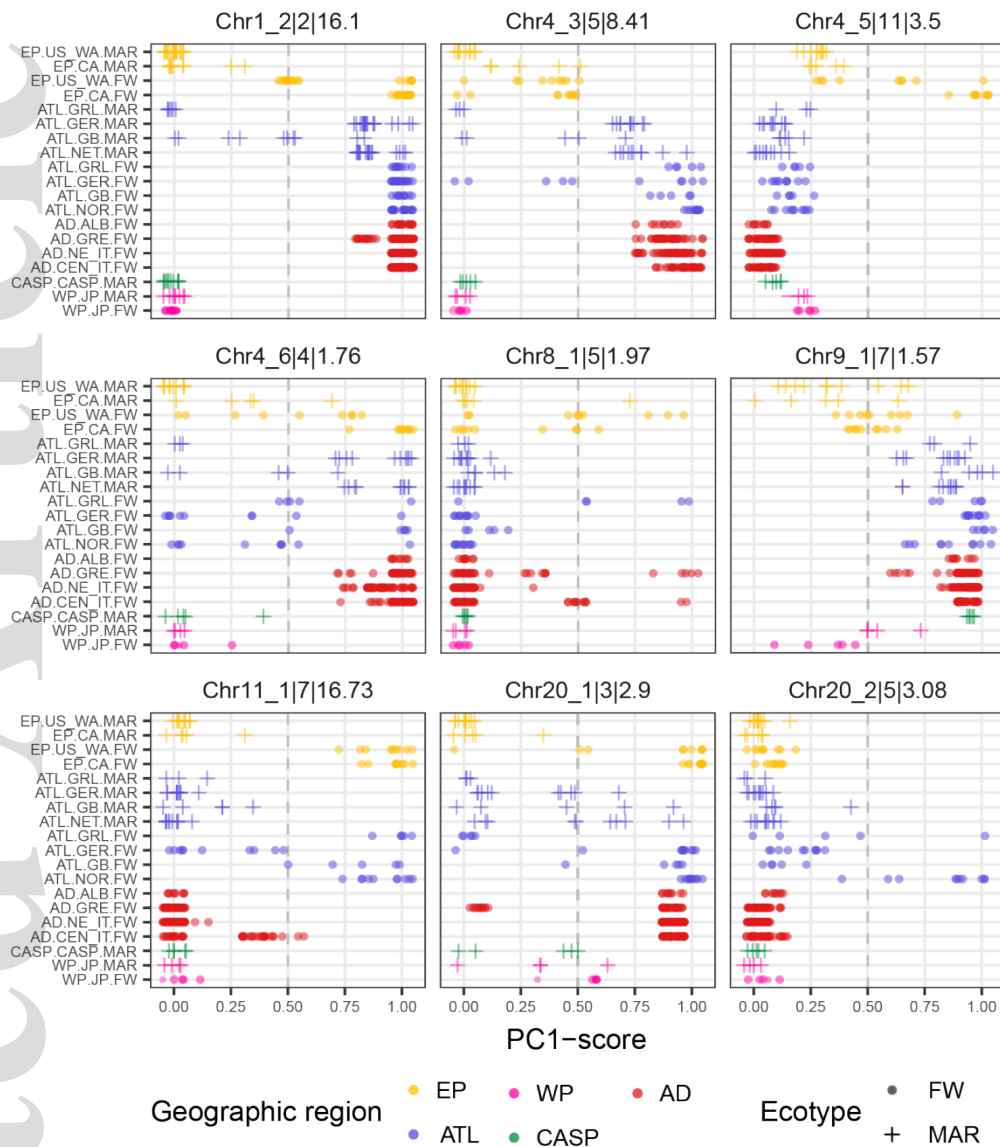 Chr1_2|2|16.1 Chr4_3|5|8.41 Chr4_5|11|3.5
EP.US_WA.MAR
EP.CA.MAR
EP.US_WA.FW
EP.CA.FW
ATL.GRL.MAR
ATL.GER.MAR
ATL.GB.MAR
ATL.NET.MAR
ATL.GRL.FW
ATL.GER.FW
ATL.GB.FW
ATL.NOR.FW
AD.ALB.FW
AD.GRE.FW
AD.NE_IT.FW
AD.CEN_IT.FW
CASP.CASP.MAR
WP.JP.MAR
WP.JP.FW
Chr4_6|4|1.76 Chr8_1|5|1.97 Chr9_1|7|1.57
EP.US_WA.MAR
EP.CA.MAR
EP.US_WA.FW
EP.CA.FW
ATL.GRL.MAR
ATL.GER.MAR
ATL.GB.MAR
ATL.NET.MAR
ATL.GRL.FW
ATL.GER.FW
ATL.GB.FW
ATL.NOR.FW
AD.ALB.FW
AD.GRE.FW
AD.NE_IT.FW
AD.CEN_IT.FW
CASP.CASP.MAR
WP.JP.MAR
WP.JP.FW
Chr11_1|7|16.73 Chr20_1|3|2.9 Chr20_2|5|3.08
EP.US_WA.MAR
EP.CA.MAR
EP.US_WA.FW
EP.CA.FW
ATL.GRL.MAR
ATL.GER.MAR
ATL.GB.MAR
ATL.NET.MAR
ATL.GRL.FW
ATL.GER.FW
ATL.GB.FW
ATL.NOR.FW
AD.ALB.FW
AD.GRE.FW
AD.NE_IT.FW
AD.CEN_IT.FW
CASP.CASP.MAR
WP.JP.MAR
WP.JP.FW
0.00 0.25 0.50 0.75 1.00 0.00 0.25 0.50 0.75 1.00 0.00 0.25 0.50 0.75 1.00
PC1−score
Geographic region EP WP AD ATL CASP
Ecotype FW MAR